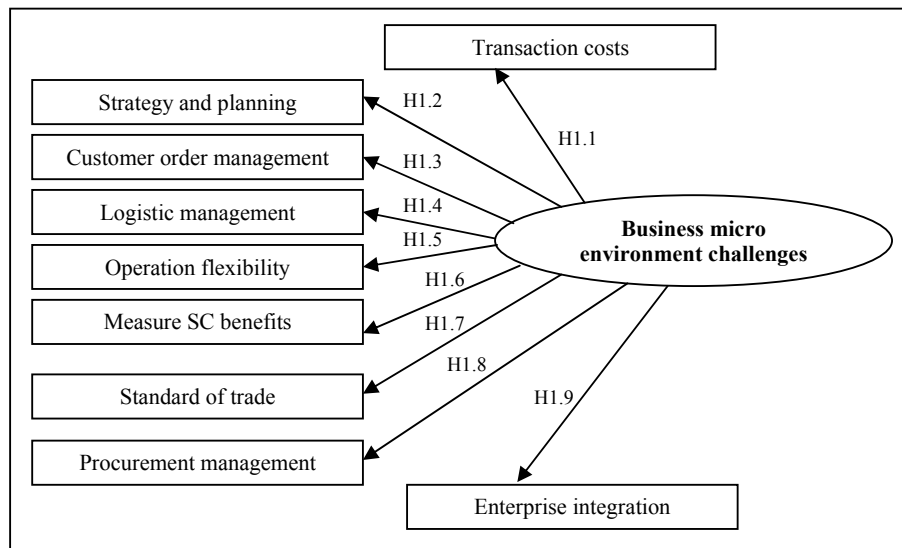 Transaction costs
Strategy and planning
H1.2
H1.1
Customer order management
H1.3
Logistic management
H1.4
Business micro
environment challenges
H1.5
Operation flexibility
H1.6
Measure SC benefits
H1.7
H1.8
Standard of trade
H1.9
Procurement management
Enterprise integration